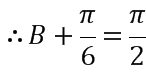 ∴ B + π/6 = π/2